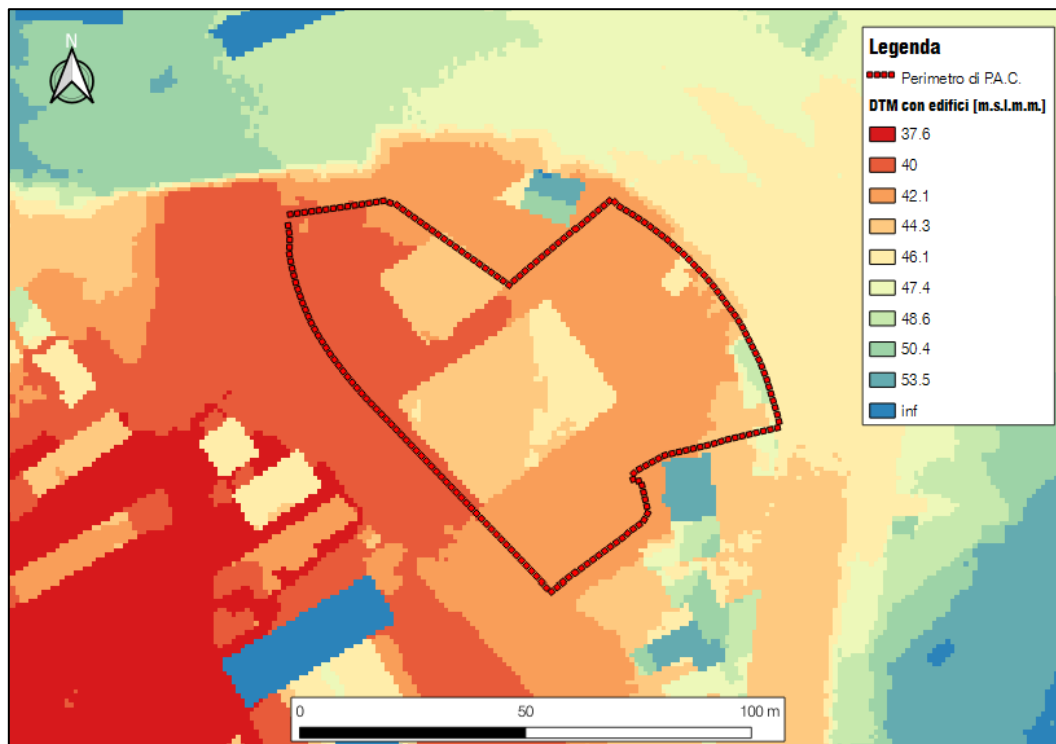 N
Legenda
Perimetro di P.A.C.
DTM con edifici [m.s.l.m.m.]
37.6
40
42.1
44.3
46.1
47.4
48.6
50.4
53.5
inf
0 50 100 m